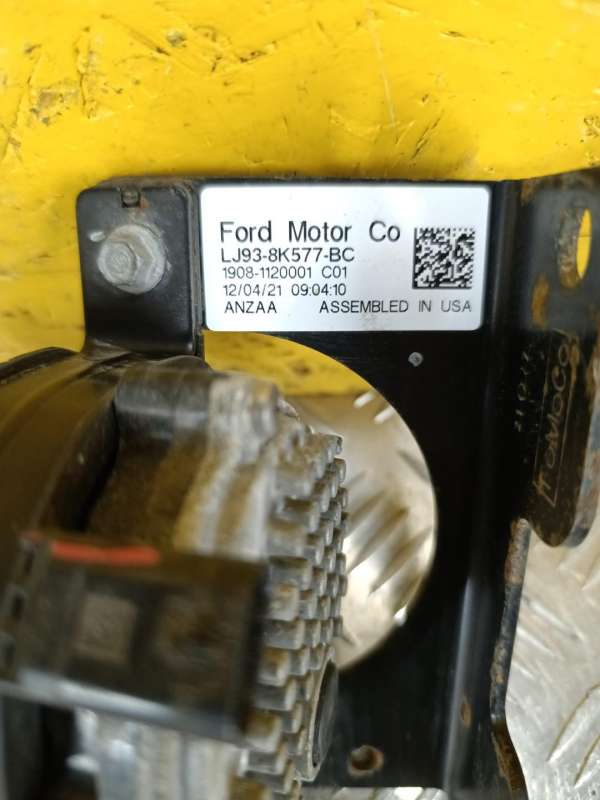 Ford Motor Co
LJ93-8K577-BC
1908-1120001 C01
12/04/21 09:04:10
ANZAA ASSEMBLED IN USA
FOMOCO